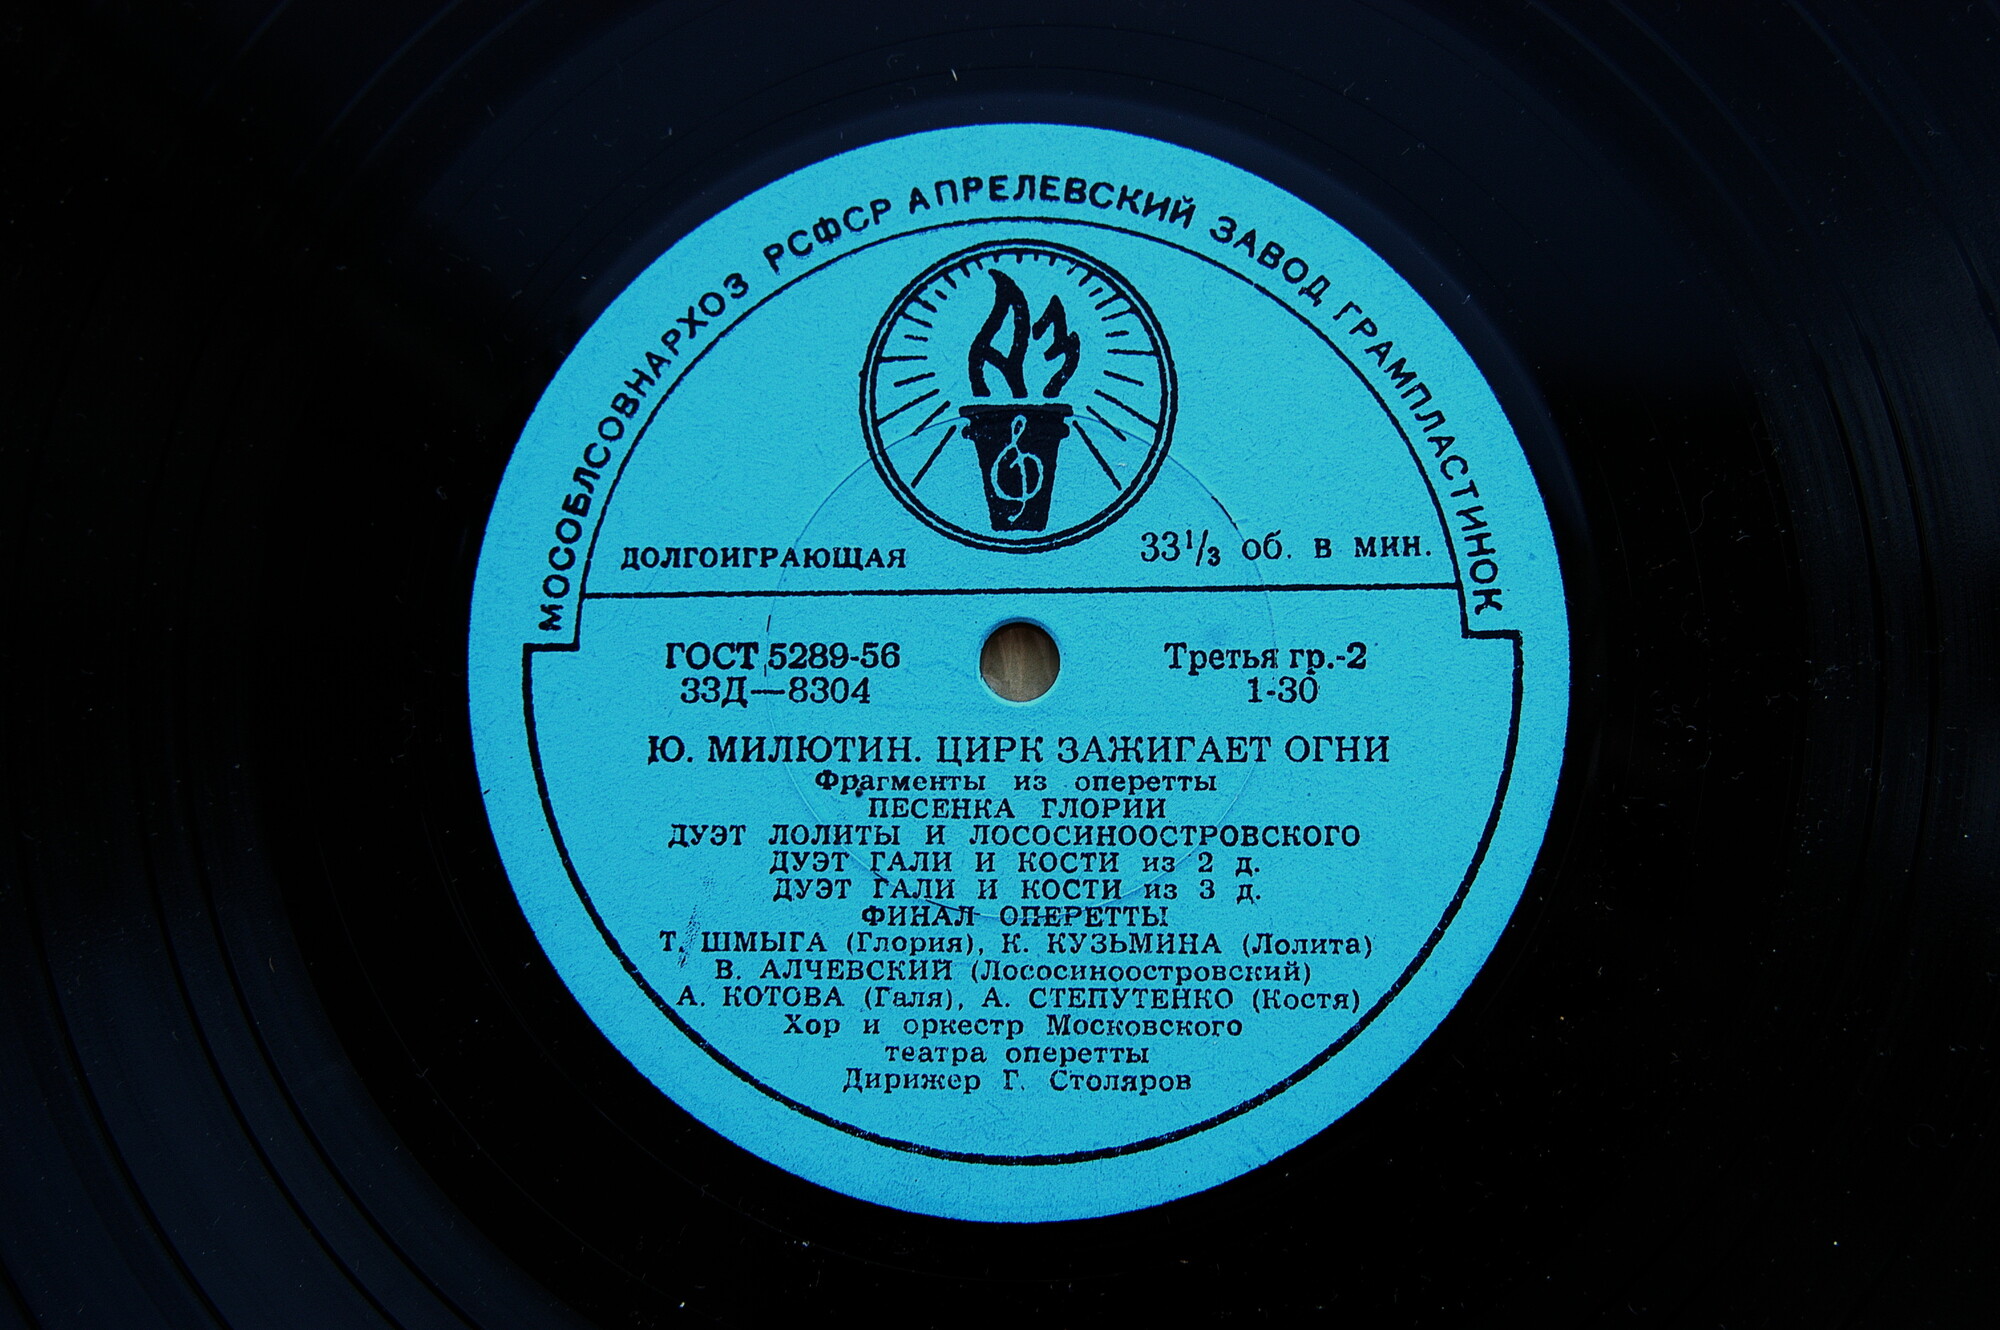 МОСОБЛСОВНАРХОЗ РСФСР АПРЕЛЕВСКИЙ ЗАВОД ГРАМПЛАСТИНОК
АЗ
ДОЛГОИГРАЮЩАЯ 33⅓ об. в мин.
ГОСТ 5289-56 Третья гр.-2
33Д—8304 1-30
Ю. МИЛЮТИН. ЦИРК ЗАЖИГАЕТ ОГНИ
Фрагменты из оперетты
ПЕСЕНКА ГЛОРИИ
ДУЭТ ЛОЛИТЫ И ЛОСОСИНООСТРОВСКОГО
ДУЭТ ГАЛИ И КОСТИ из 2 д.
ДУЭТ ГАЛИ И КОСТИ из 3 д.
ФИНАЛ ОПЕРЕТТЫ
Т. ШМЫГА (Глория), К. КУЗЬМИНА (Лолита)
В. АЛЧЕВСКИЙ (Лососиноостровский)
А. КОТОВА (Галя), А. СТЕПУТЕНКО (Костя)
Хор и оркестр Московского
театра оперетты
Дирижер Г. Столяров